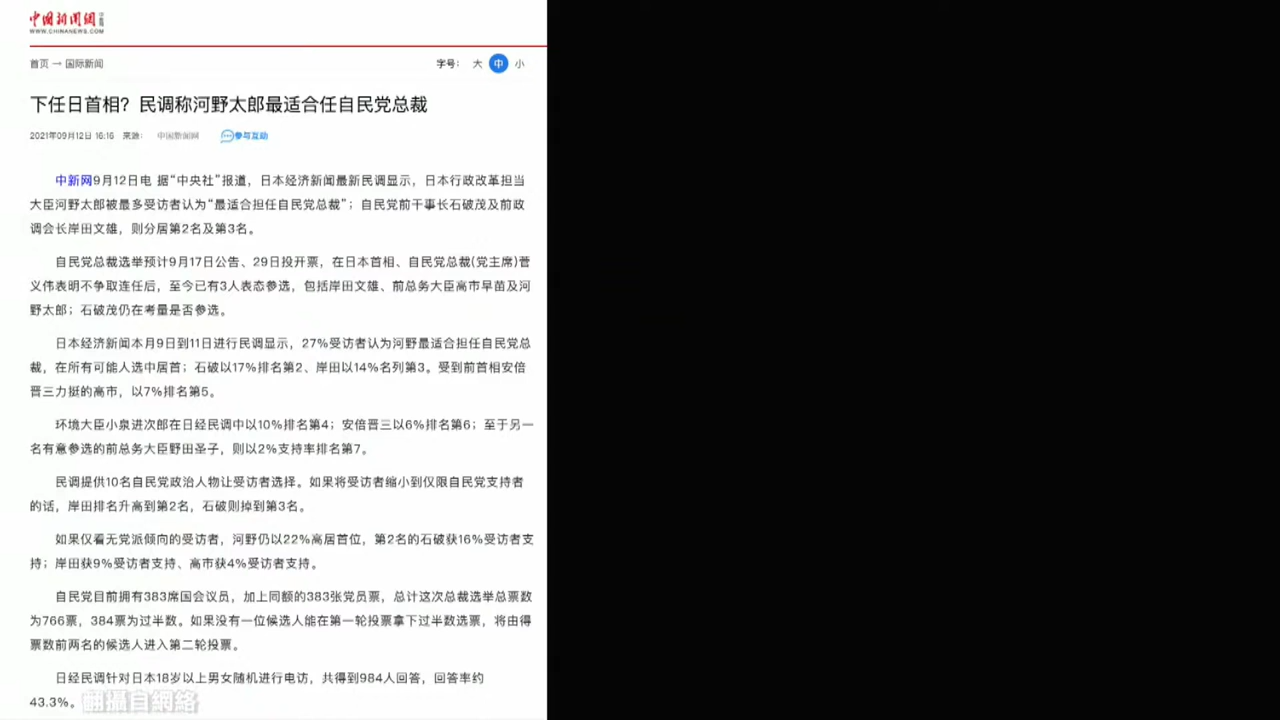 中国新闻网
WWW.CHINANEWS.COM
首页 → 国际新闻
字号： 大 中 小
下任日首相？民调称河野太郎最适合任自民党总裁
2021年09月12日 16:16 来源： 中国新闻网 参与互动
中新网9月12日电 据“中央社”报道，日本经济新闻最新民调显示，日本行政改革担当
大臣河野太郎被最多受访者认为“最适合担任自民党总裁”；自民党前干事长石破茂及前政
调会长岸田文雄，则分居第2名及第3名。
自民党总裁选举预计9月17日公告、29日投开票，在日本首相、自民党总裁(党主席)菅
义伟表明不争取连任后，至今已有3人表态参选，包括岸田文雄、前总务大臣高市早苗及河
野太郎；石破茂仍在考量是否参选。
日本经济新闻本月9日到11日进行民调显示，27%受访者认为河野最适合担任自民党总
裁，在所有可能人选中居首；石破以17%排名第2、岸田以14%名列第3。受到前首相安倍
晋三力挺的高市，以7%排名第5。
环境大臣小泉进次郎在日经民调中以10%排名第4；安倍晋三以6%排名第6；至于另一
名有意参选的前总务大臣野田圣子，则以2%支持率排名第7。
民调提供10名自民党政治人物让受访者选择。如果将受访者缩小到仅限自民党支持者
的话，岸田排名升高到第2名，石破则掉到第3名。
如果仅看无党派倾向的受访者，河野仍以22%高居首位，第2名的石破获16%受访者支
持；岸田获9%受访者支持、高市获4%受访者支持。
自民党目前拥有383席国会议员，加上同额的383张党员票，总计这次总裁选举总票数
为766票，384票为过半数。如果没有一位候选人能在第一轮投票拿下过半数选票，将由得
票数前两名的候选人进入第二轮投票。
日经民调针对日本18岁以上男女随机进行电访，共得到984人回答，回答率约
43.3%。
翻攝自網絡